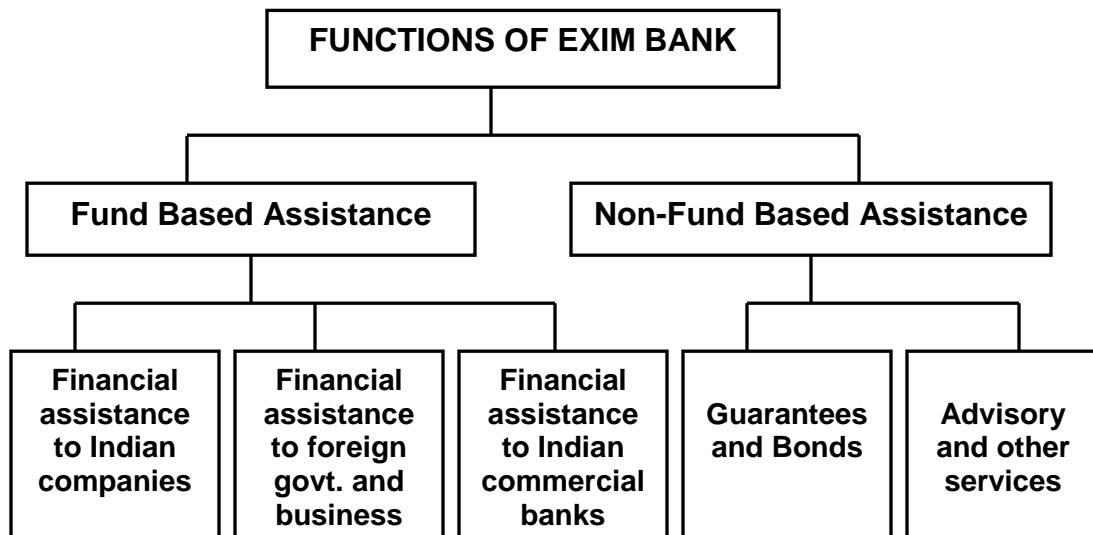 FUNCTIONS OF EXIM BANK
Fund Based Assistance
Non-Fund Based Assistance
Financial
assistance
to Indian
companies
Financial
assistance
to foreign
govt. and
business
Financial
assistance
to Indian
commercial
banks
Guarantees
and Bonds
Advisory
and other
services